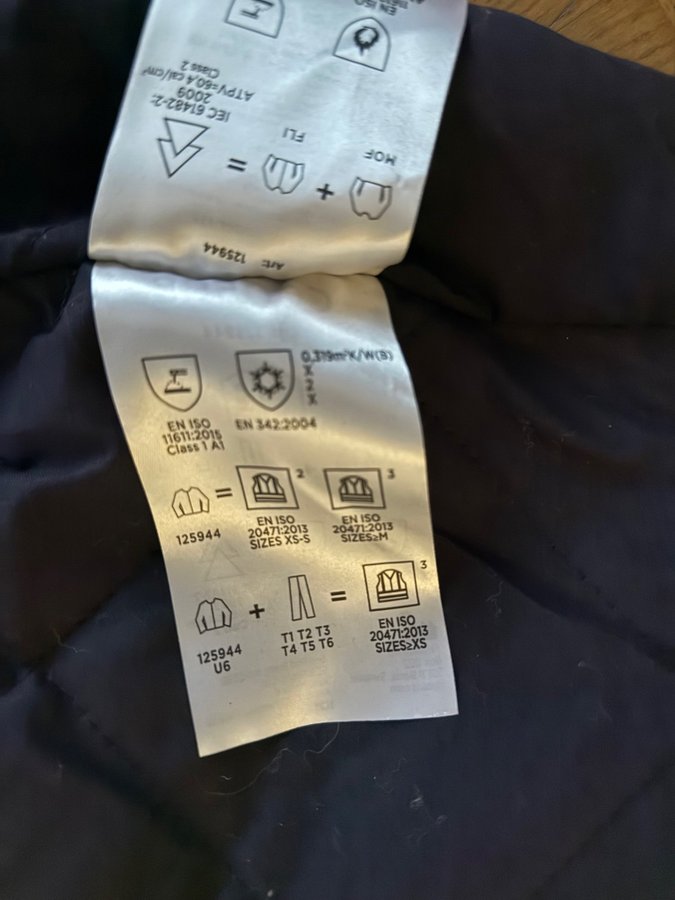 Art: 125944
MOF
+
FLI
=
IEC 61482-2:
2009
ATPV=60,4 cal/cm²
Class 2
EN ISO
0,319m²K/W(B)
X
2
X
EN ISO
11611:2015
Class 1 A1
EN 342:2004
=
2
3
125944
EN ISO
20471:2013
SIZES XS-S
EN ISO
20471:2013
SIZES≥M
+
=
3
125944
U6
T1 T2 T3
T4 T5 T6
EN ISO
20471:2013
SIZES≥XS